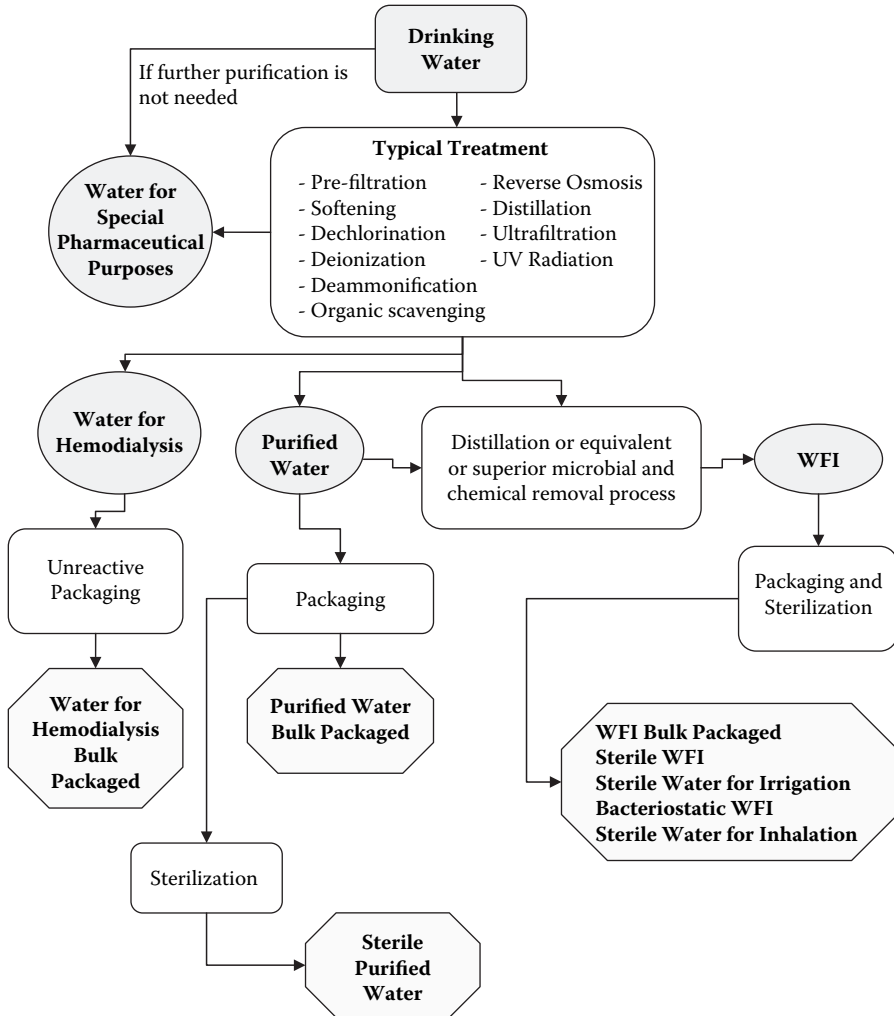 Drinking
Water
If further purification is
not needed
Typical Treatment
- Pre-filtration
- Softening
- Dechlorination
- Deionization
- Deammonification
- Organic scavenging
- Reverse Osmosis
- Distillation
- Ultrafiltration
- UV Radiation
Water for
Special
Pharmaceutical
Purposes
Water for
Hemodialysis
Purified
Water
Distillation or equivalent
or superior microbial and
chemical removal process
WFI
Unreactive
Packaging
Packaging
Packaging and
Sterilization
Water for
Hemodialysis
Bulk
Packaged
Purified Water
Bulk Packaged
WFI Bulk Packaged
Sterile WFI
Sterile Water for Irrigation
Bacteriostatic WFI
Sterile Water for Inhalation
Sterilization
Sterile
Purified
Water